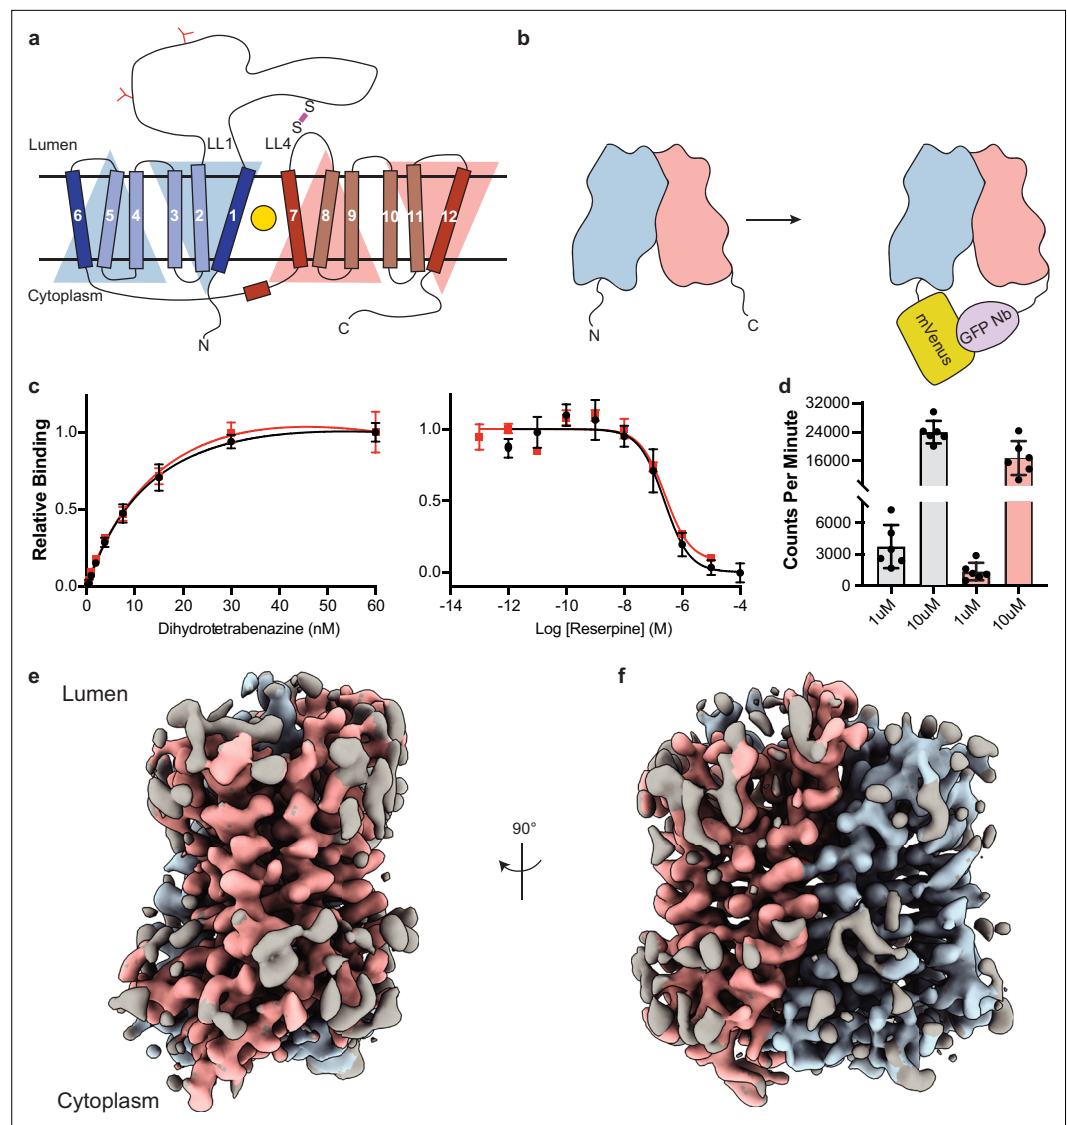 a
b
Lumen
LL1
LL4
S
S
6
5
4
3
2
1
7
8
9
10
11
12
Cytoplasm
N
C
N
C
mVenus
GFP Nb
c
Relative Binding
1.0
0.5
0.0
0
10
20
30
40
50
60
Dihydrotetrabenazine (nM)
1.0
0.5
0.0
-14
-12
-10
-8
-6
-4
Log [Reserpine] (M)
d
Counts Per Minute
32000
24000
16000
6000
3000
0
1uM
10uM
1uM
10uM
e
Lumen
f
90°
Cytoplasm